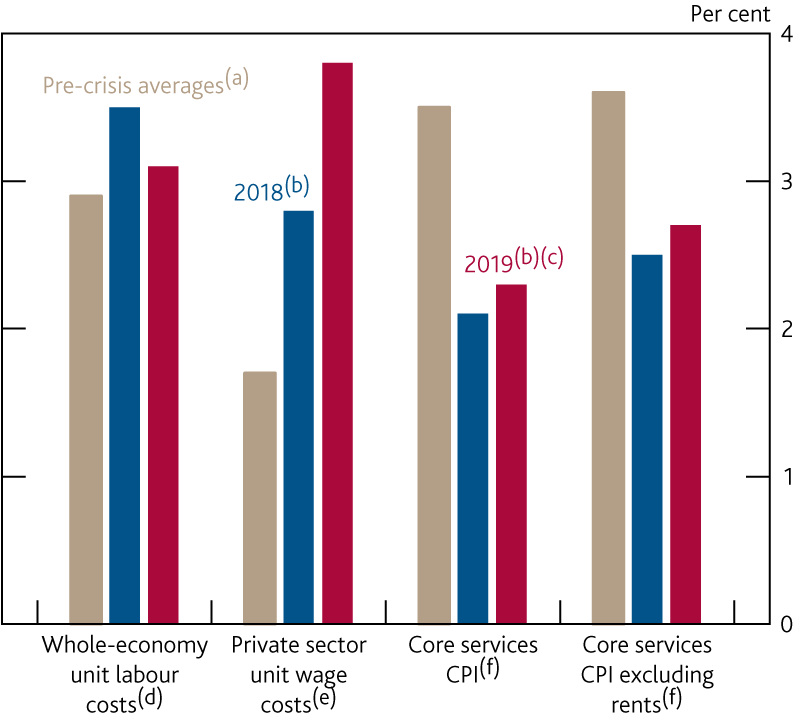 Per cent
4
Pre-crisis averages(a)
3
2018(b)
2019(b)(c)
2
1
0
Whole-economy
unit labour
costs(d)
Private sector
unit wage
costs(e)
Core services
CPI(f)
Core services
CPI excluding
rents(f)